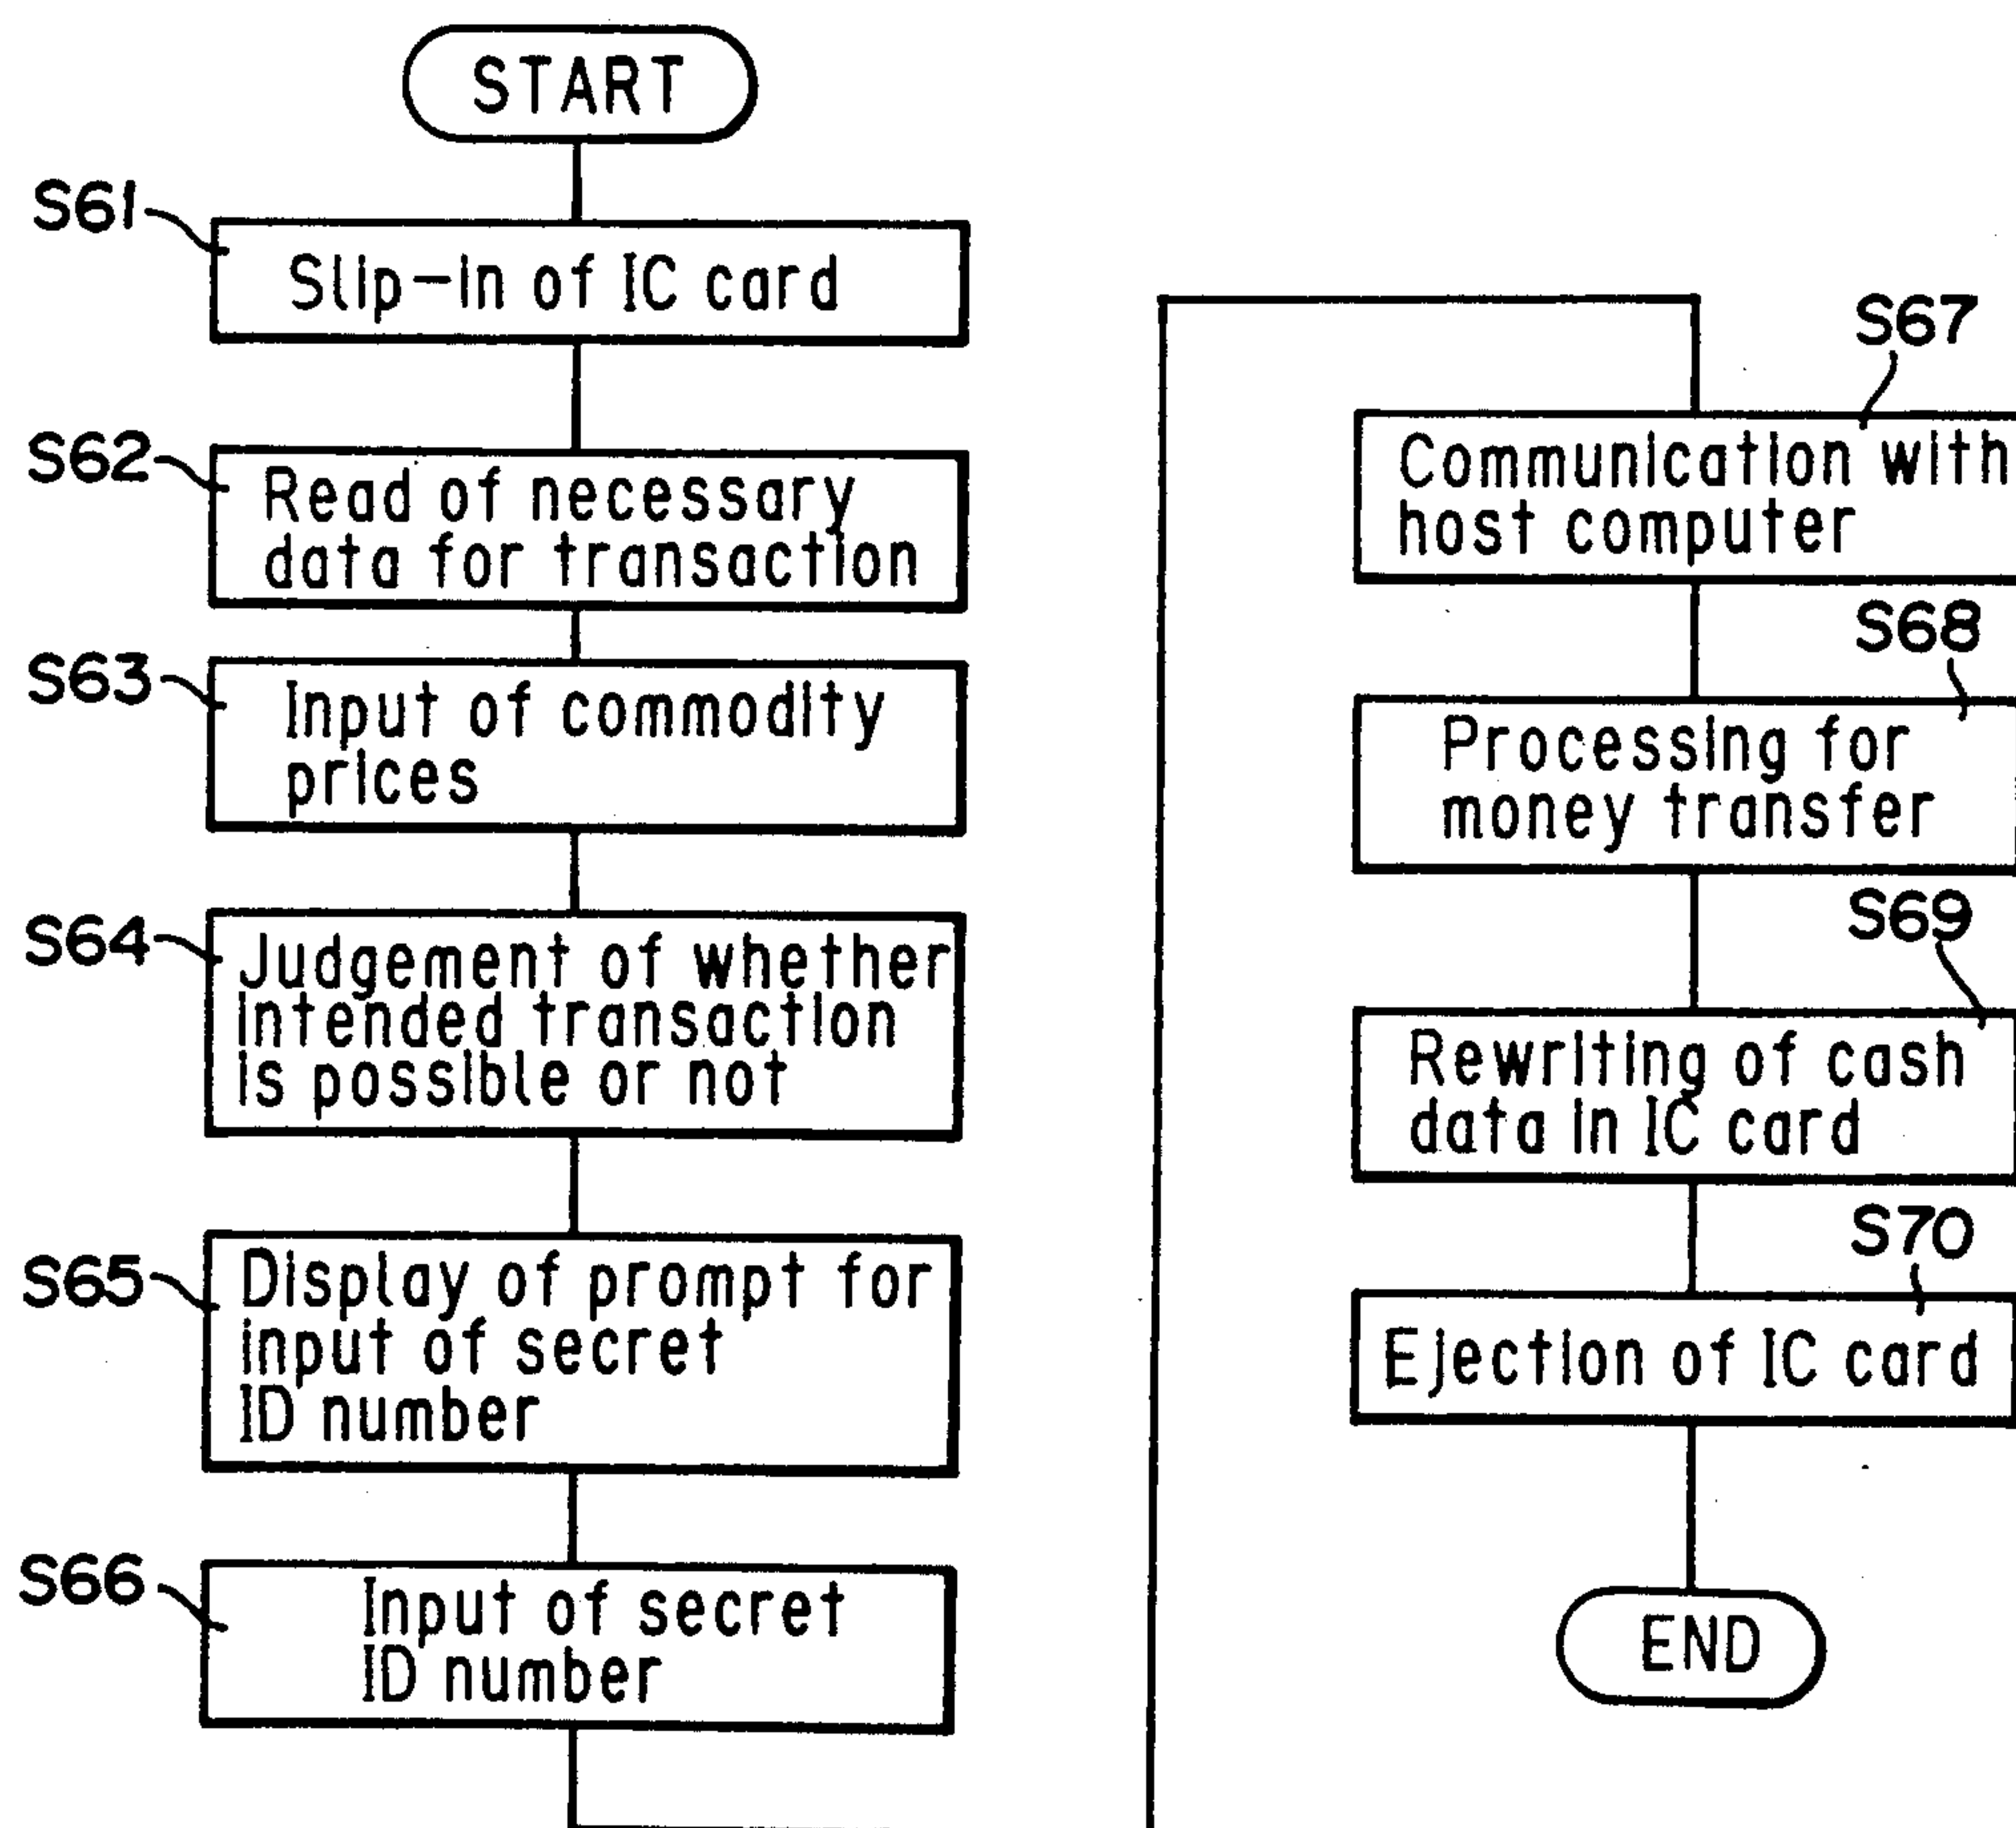 START
S61
Slip-in of IC card
S62
Read of necessary
data for transaction
S63
Input of commodity
prices
S64
Judgement of whether
intended transaction
is possible or not
S65
Display of prompt for
input of secret
ID number
S66
Input of secret
ID number
S67
Communication with
host computer
S68
Processing for
money transfer
S69
Rewriting of cash
data in IC card
S70
Ejection of IC card
END